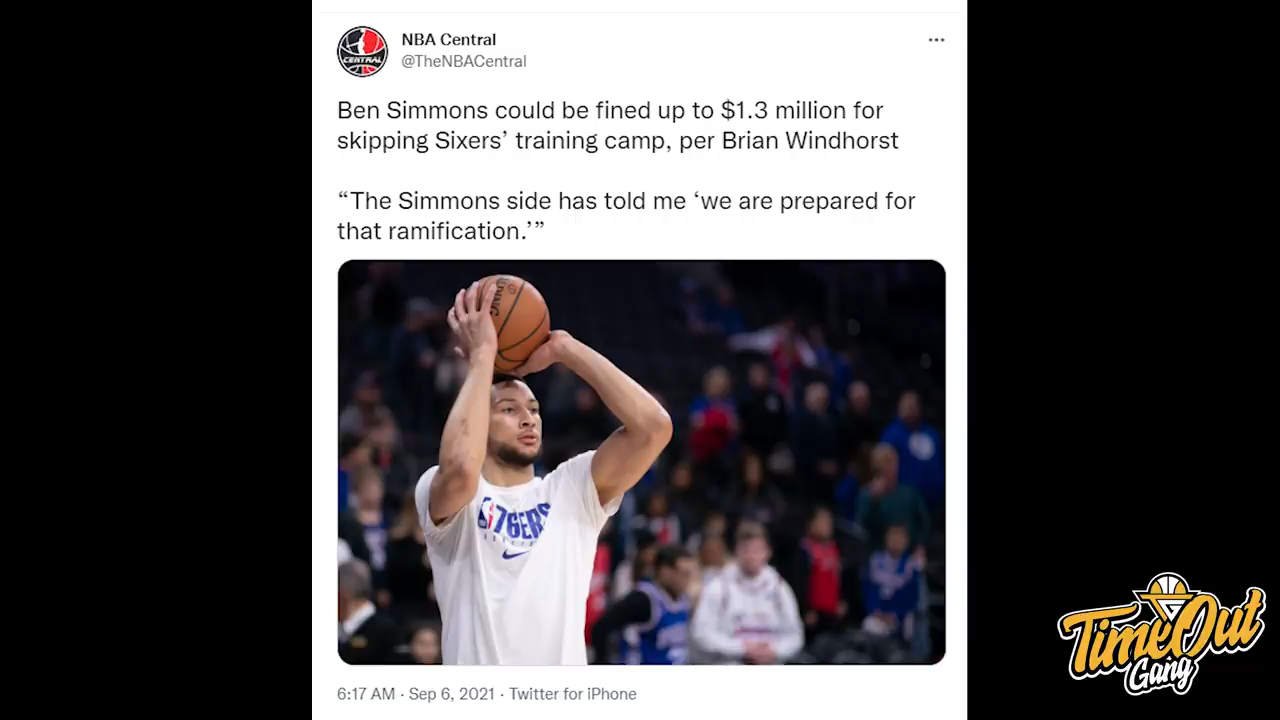 NBA Central
@TheNBACentral
CENTRAL
Ben Simmons could be fined up to $1.3 million for
skipping Sixers’ training camp, per Brian Windhorst
“The Simmons side has told me ‘we are prepared for
that ramification.’”
76ERS
6:17 AM · Sep 6, 2021 · Twitter for iPhone
TimeOut
Gang